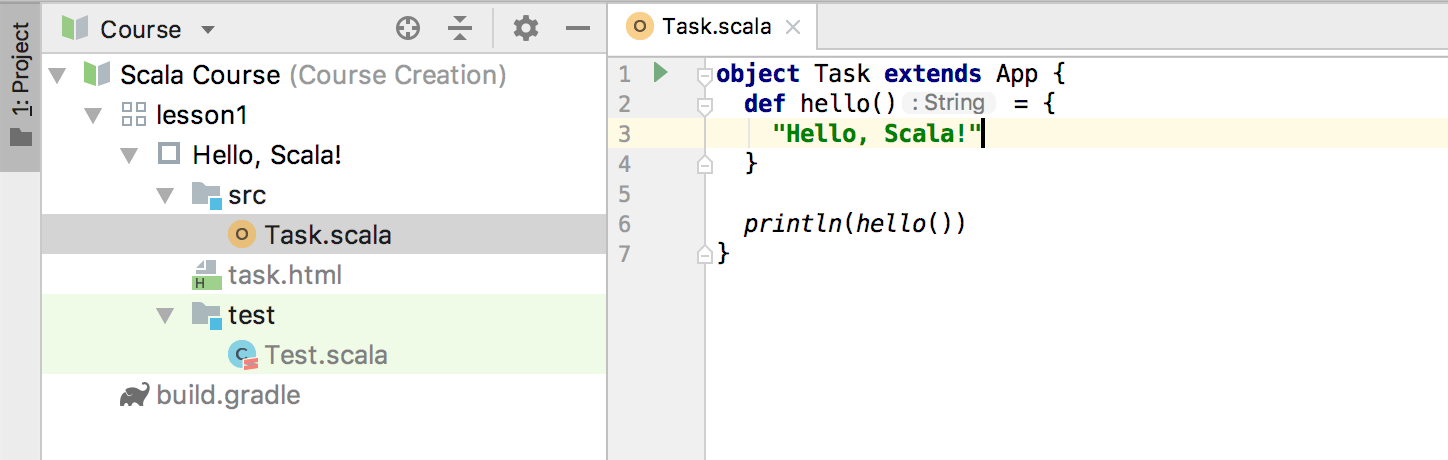 1: Project
Course
Scala Course (Course Creation)
lesson1
Hello, Scala!
src
Task.scala
H task.html
test
C Test.scala
build.gradle
O Task.scala
1 object Task extends App {
2 def hello() : String = {
3 "Hello, Scala!"
4 }
5
6 println(hello())
7 }